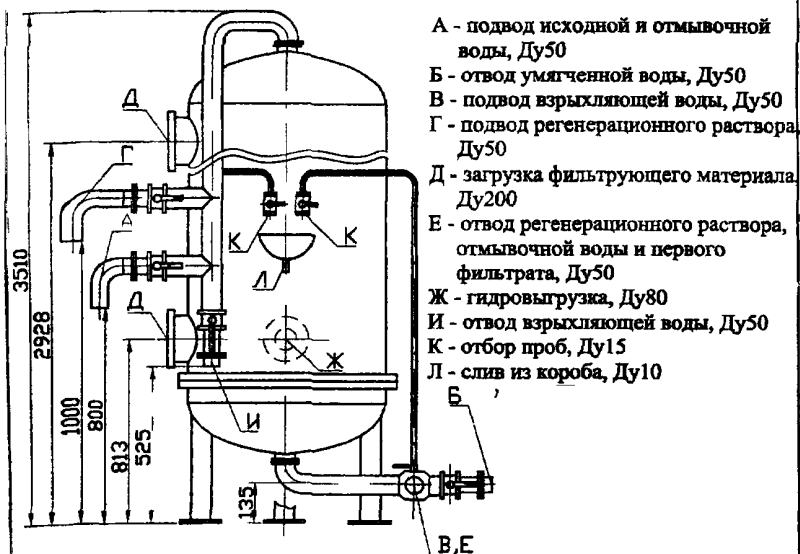 А - подвод исходной и отмывочной
воды, Ду50
Б - отвод умягченной воды, Ду50
В - подвод взрыхляющей воды, Ду50
Г - подвод регенерационного раствора,
Ду50
Д - загрузка фильтрующего материала,
Ду200
Е - отвод регенерационного раствора,
отмывочной воды и первого
фильтрата, Ду50
Ж - гидровыгрузка, Ду80
И - отвод взрыхляющей воды, Ду50
К - отбор проб, Ду15
Л - слив из короба, Ду10
Д
Г
А
К
К
Л
Д
Ж
И
Б
В,Е
3510
2928
1000
800
813
525
135